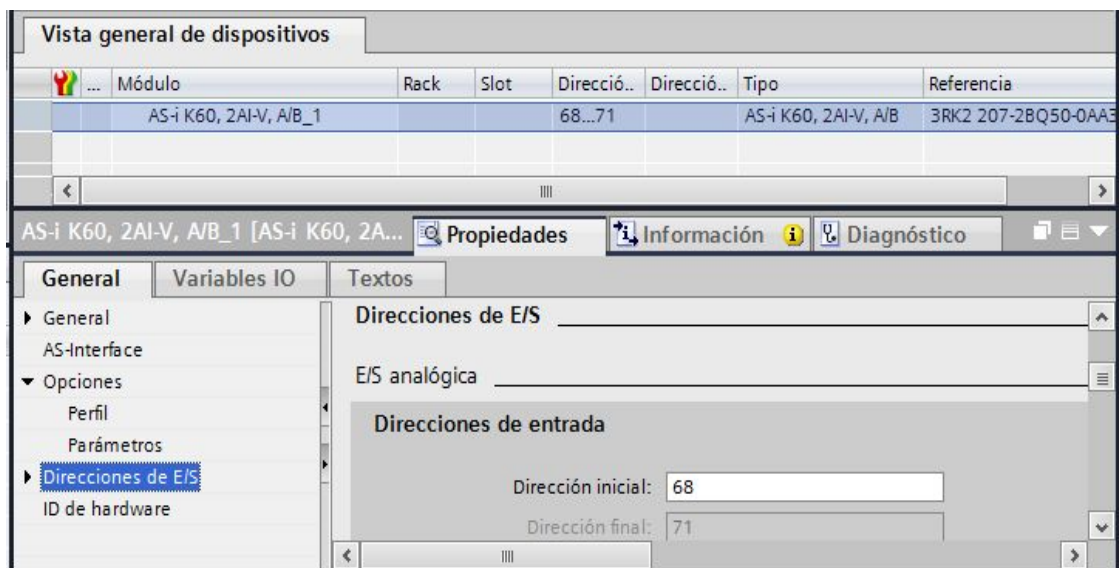 Vista general de dispositivos
... Módulo Rack Slot Direcció... Direcció... Tipo Referencia
AS-i K60, 2AI-V, A/B_1 68...71 AS-i K60, 2AI-V, A/B 3RK2 207-2BQ50-0AA3
AS-i K60, 2AI-V, A/B_1 [AS-i K60, 2A... Propiedades Información Diagnóstico
General Variables IO Textos
General
AS-Interface
Opciones
Perfil
Parámetros
Direcciones de E/S
ID de hardware
Direcciones de E/S
E/S analógica
Direcciones de entrada
Dirección inicial: 68
Dirección final: 71